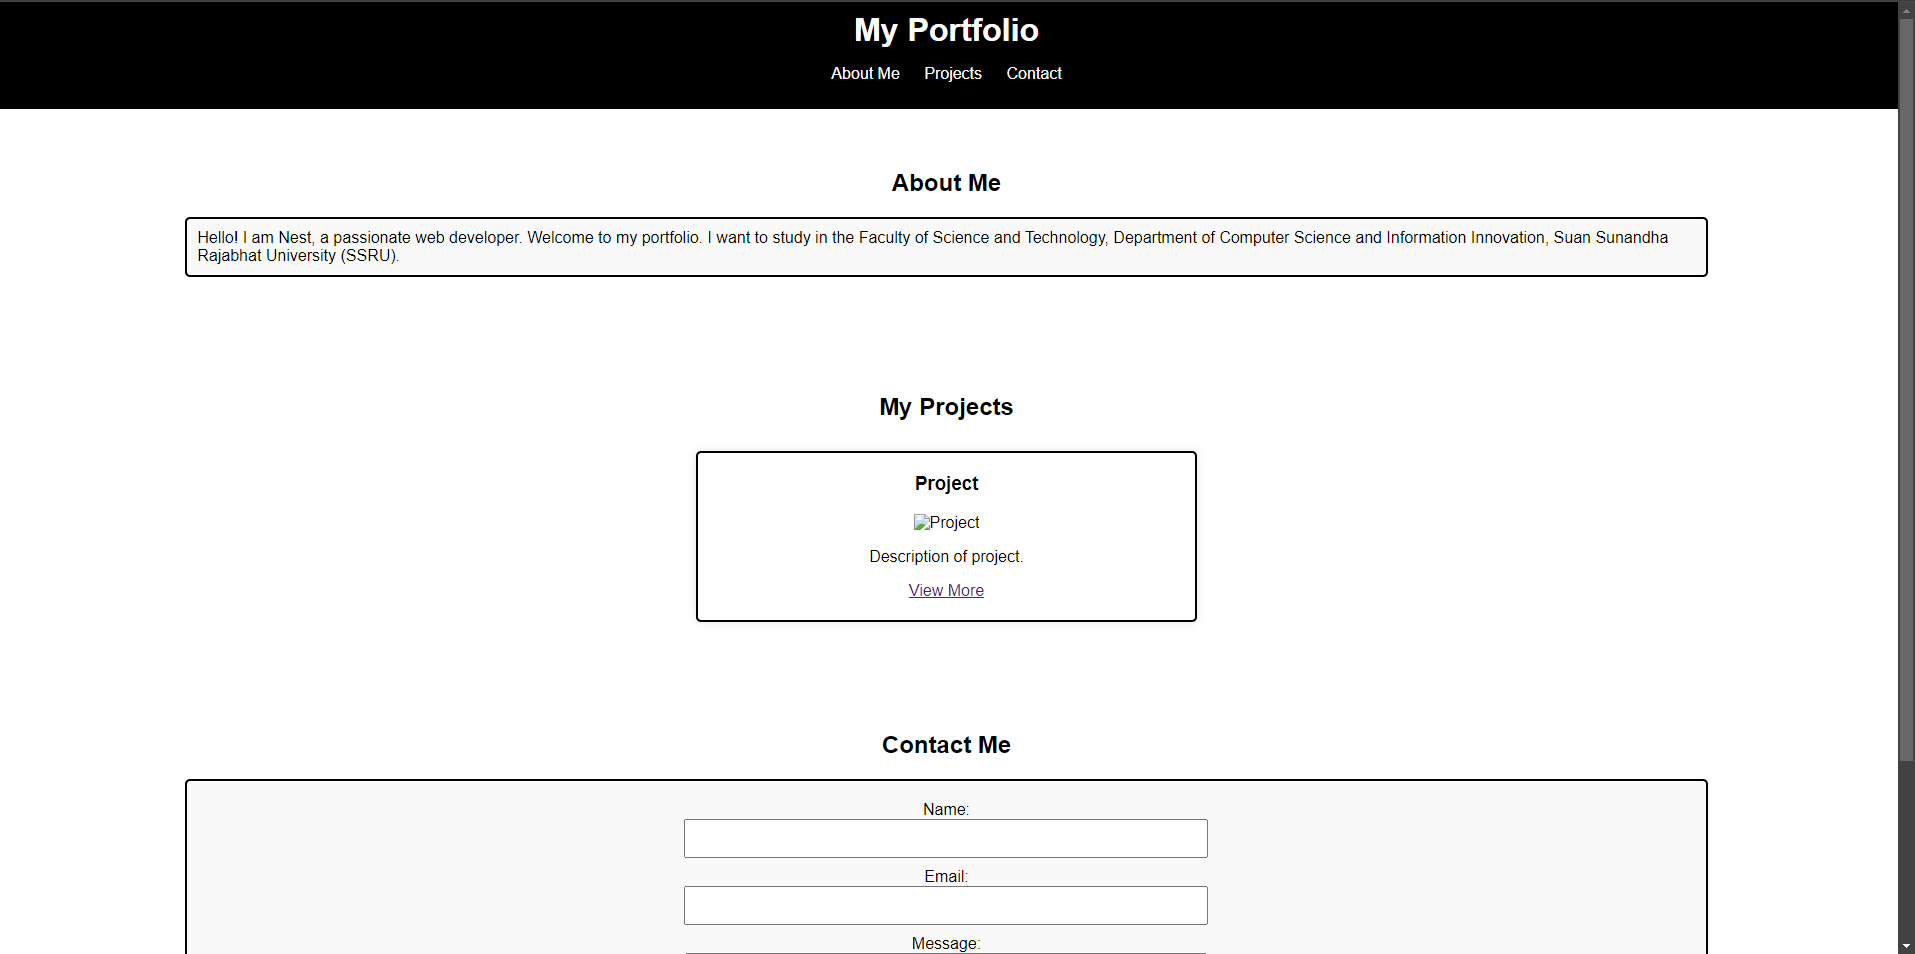 My Portfolio
About Me Projects Contact
About Me
Hello! I am Nest, a passionate web developer. Welcome to my portfolio. I want to study in the Faculty of Science and Technology, Department of Computer Science and Information Innovation, Suan Sunandha
Rajabhat University (SSRU).
My Projects
Project
Project
Description of project.
View More
Contact Me
Name:
Email:
Message: